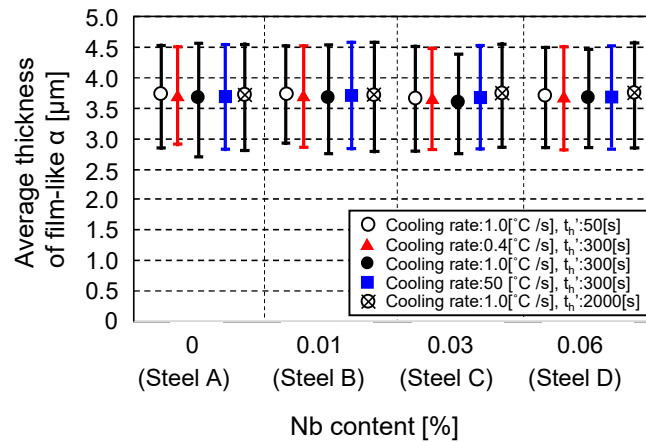 Average thickness
of film-like α [μm]
5.0
4.5
4.0
3.5
3.0
2.5
2.0
1.5
1.0
0.5
0
Cooling rate:1.0[˚C /s], th':50[s]
Cooling rate:0.4[˚C /s], th':300[s]
Cooling rate:1.0[˚C /s], th':300[s]
Cooling rate:50 [˚C /s], th':300[s]
Cooling rate:1.0[˚C /s], th':2000[s]
0 0.01 0.03 0.06
(Steel A) (Steel B) (Steel C) (Steel D)
Nb content [%]